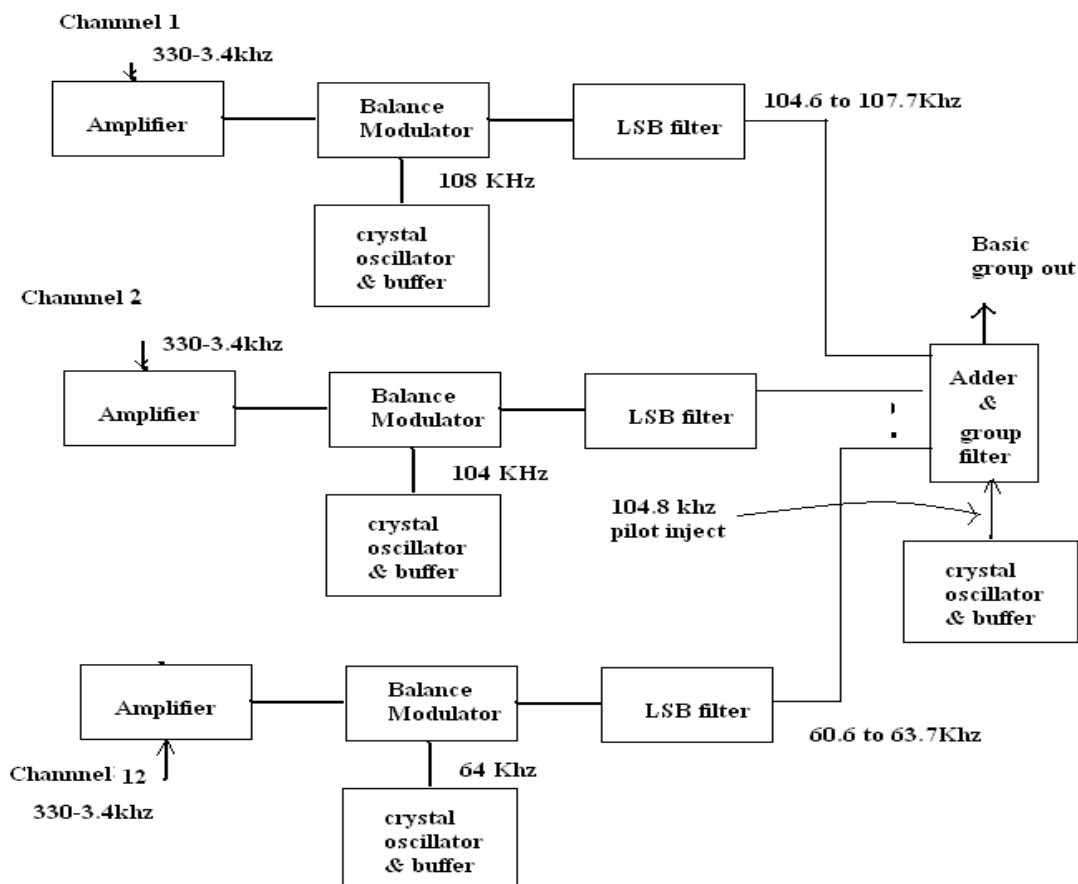 Channnel 1
330-3.4khz
Amplifier
Balance
Modulator
LSB filter
104.6 to 107.7Khz
108 KHz
crystal
oscillator
& buffer
Basic
group out
Channnel 2
330-3.4khz
Amplifier
Balance
Modulator
LSB filter
Adder
&
group
filter
104 KHz
crystal
oscillator
& buffer
104.8 khz
pilot inject
crystal
oscillator
& buffer
Amplifier
Balance
Modulator
LSB filter
60.6 to 63.7Khz
Channnel 12
330-3.4khz
64 Khz
crystal
oscillator
& buffer